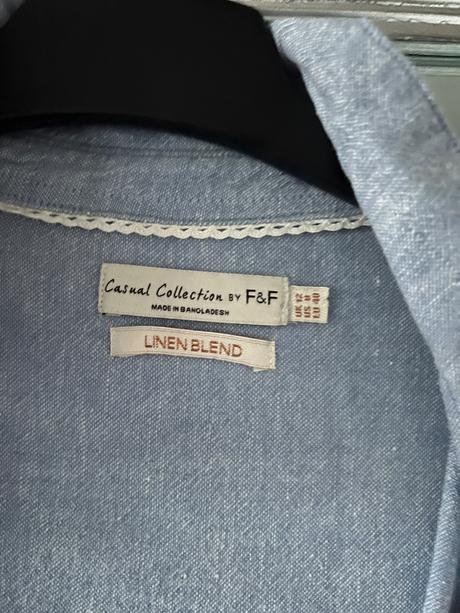 Casual Collection BY F&F
MADE IN BANGLADESH
UK 12
US 8
EU 40
LINEN BLEND